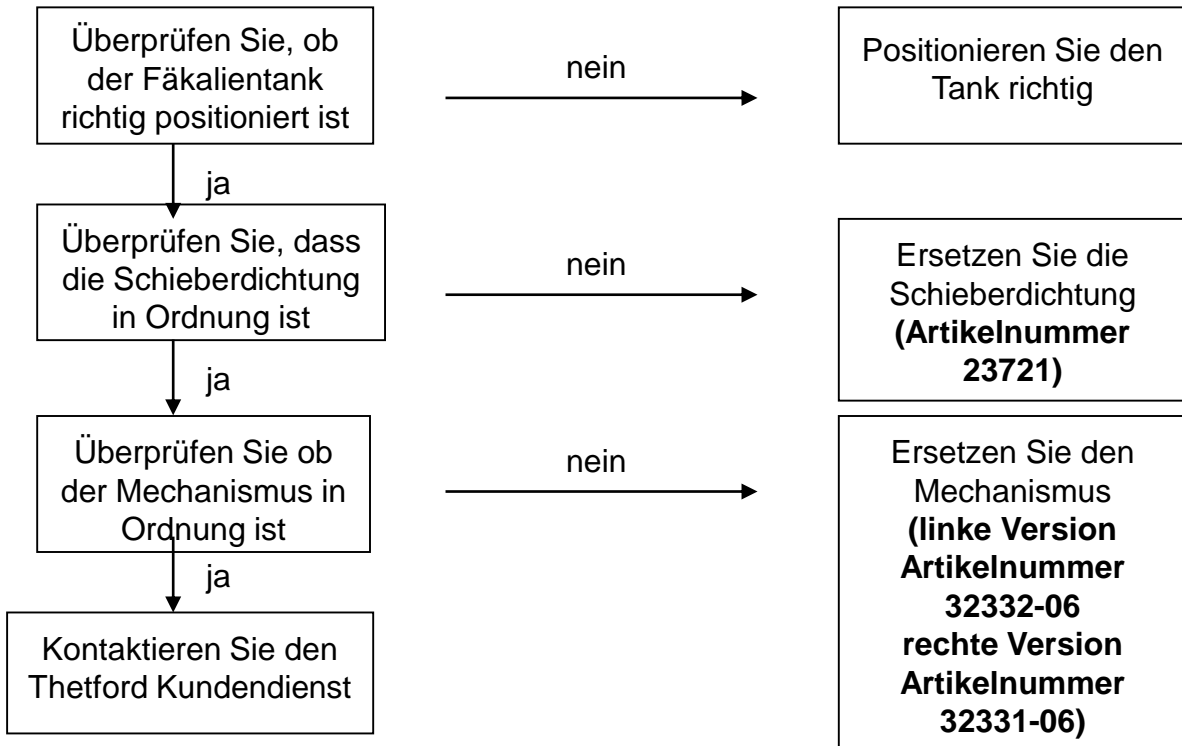 Überprüfen Sie, ob
der Fäkalientank
richtig positioniert ist
nein
Positionieren Sie den
Tank richtig
ja
Überprüfen Sie, dass
die Schieberdichtung
in Ordnung ist
nein
Ersetzen Sie die
Schieberdichtung
(Artikelnummer
23721)
ja
Überprüfen Sie ob
der Mechanismus in
Ordnung ist
nein
Ersetzen Sie den
Mechanismus
(linke Version
Artikelnummer
32332-06
rechte Version
Artikelnummer
32331-06)
ja
Kontaktieren Sie den
Thetford Kundendienst